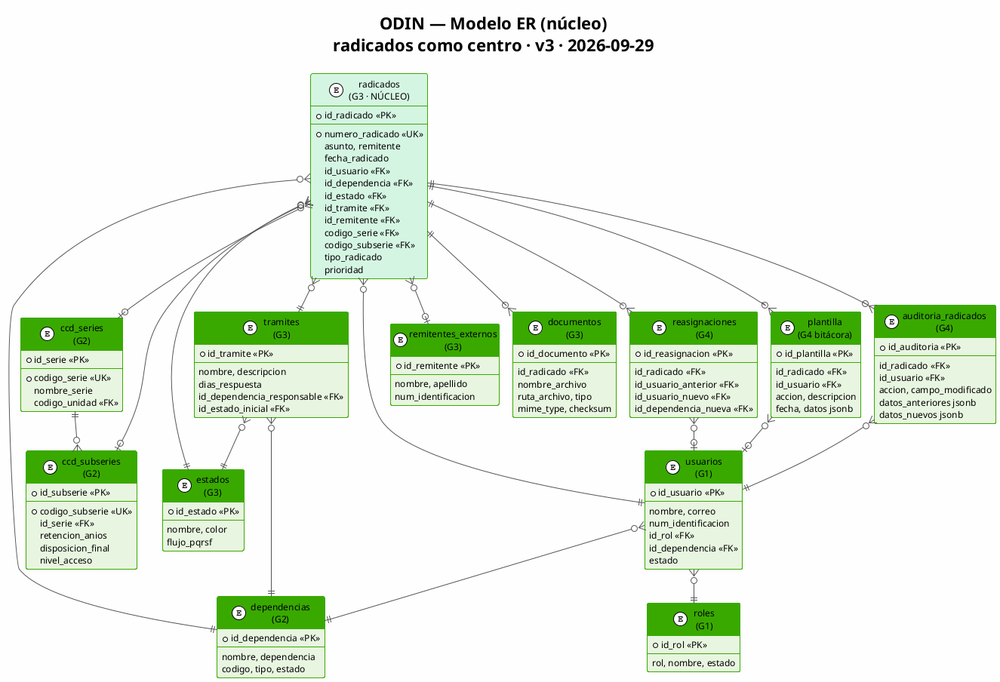 ODIN — Modelo ER (núcleo)
radicados como centro · v3 · 2026-09-29
E
radicados
(G3 · NÚCLEO)
id_radicado «PK»
numero_radicado «UK»
asunto, remitente
fecha_radicado
id_usuario «FK»
id_dependencia «FK»
id_estado «FK»
id_tramite «FK»
id_remitente «FK»
codigo_serie «FK»
codigo_subserie «FK»
tipo_radicado
prioridad
E
ccd_series
(G2)
id_serie «PK»
codigo_serie «UK»
nombre_serie
codigo_unidad «FK»
E
tramites
(G3)
id_tramite «PK»
nombre, descripcion
dias_respuesta
id_dependencia_responsable «FK»
id_estado_inicial «FK»
E
remitentes_externos
(G3)
id_remitente «PK»
nombre, apellido
num_identificacion
E
documentos
(G3)
id_documento «PK»
id_radicado «FK»
nombre_archivo
ruta_archivo, tipo
mime_type, checksum
E
reasignaciones
(G4)
id_reasignacion «PK»
id_radicado «FK»
id_usuario_anterior «FK»
id_usuario_nuevo «FK»
id_dependencia_nueva «FK»
E
plantilla
(G4 bitácora)
id_plantilla «PK»
id_radicado «FK»
id_usuario «FK»
accion, descripcion
fecha, datos jsonb
E
auditoria_radicados
(G4)
id_auditoria «PK»
id_radicado «FK»
id_usuario «FK»
accion, campo_modificado
datos_anteriores jsonb
datos_nuevos jsonb
E
ccd_subseries
(G2)
id_subserie «PK»
codigo_subserie «UK»
id_serie «FK»
retencion_anios
disposicion_final
nivel_acceso
E
estados
(G3)
id_estado «PK»
nombre, color
flujo_pqrsf
E
usuarios
(G1)
id_usuario «PK»
nombre, correo
num_identificacion
id_rol «FK»
id_dependencia «FK»
estado
E
dependencias
(G2)
id_dependencia «PK»
nombre, dependencia
codigo, tipo, estado
E
roles
(G1)
id_rol «PK»
rol, nombre, estado